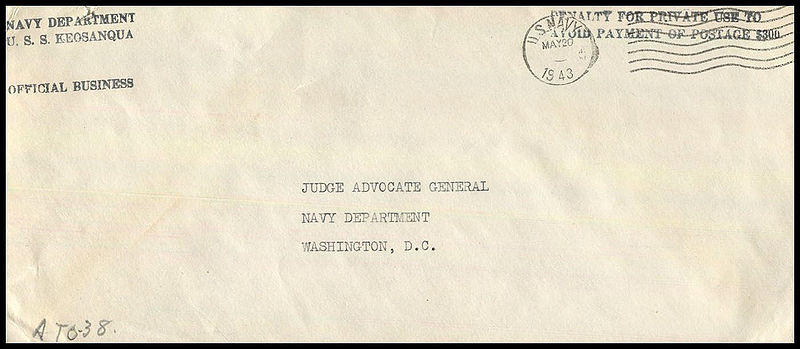 NAVY DEPARTMENT
U. S. S. KEOSANQUA
OFFICIAL BUSINESS
U.S. NAVY
MAY 20
1943
PENALTY FOR PRIVATE USE TO
AVOID PAYMENT OF POSTAGE $300
JUDGE ADVOCATE GENERAL
NAVY DEPARTMENT
WASHINGTON, D.C.
ATO-38.